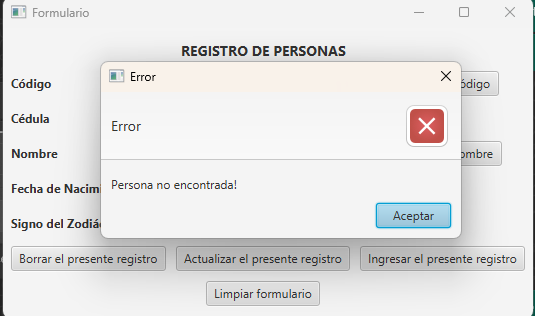 Formulario
REGISTRO DE PERSONAS
Error
Código
ódigo
Error
Cédula
Nombre
ombre
Persona no encontrada!
Fecha de Nacimi
Aceptar
Signo del Zodiá
Borrar el presente registro
Actualizar el presente registro
Ingresar el presente registro
Limpiar formulario